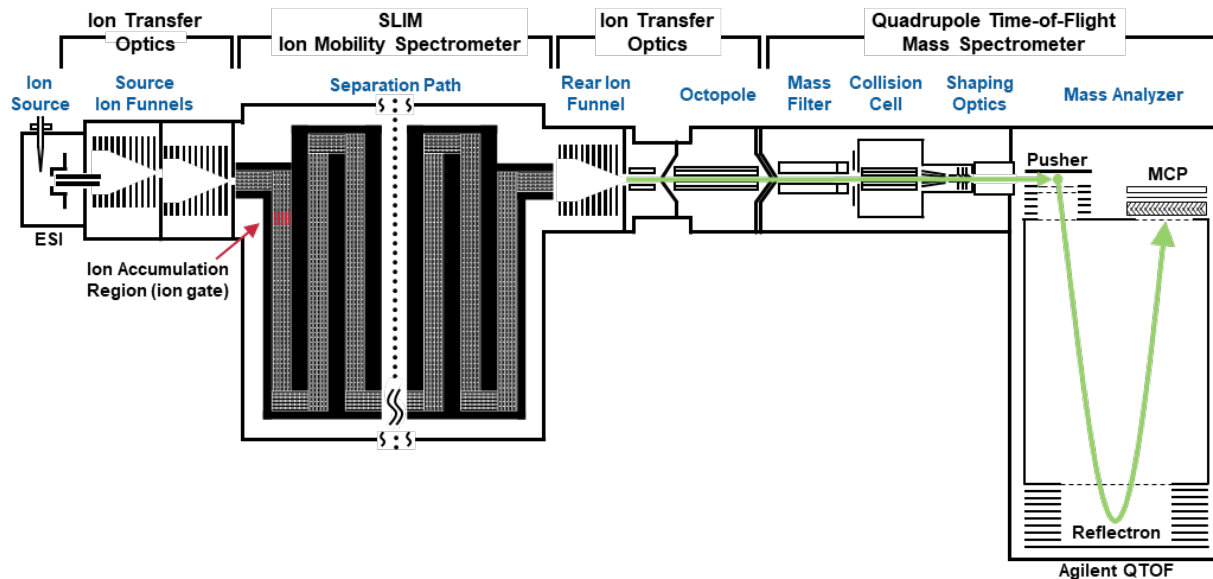 Ion Transfer
Optics
SLIM
Ion Mobility Spectrometer
Ion Transfer
Optics
Quadrupole Time-of-Flight
Mass Spectrometer
Ion
Source
Source
Ion Funnels
Separation Path
Rear Ion
Funnel
Octopole
Mass
Filter
Collision
Cell
Shaping
Optics
Mass Analyzer
Pusher
MCP
ESI
Ion Accumulation
Region (ion gate)
Reflectron
Agilent QTOF